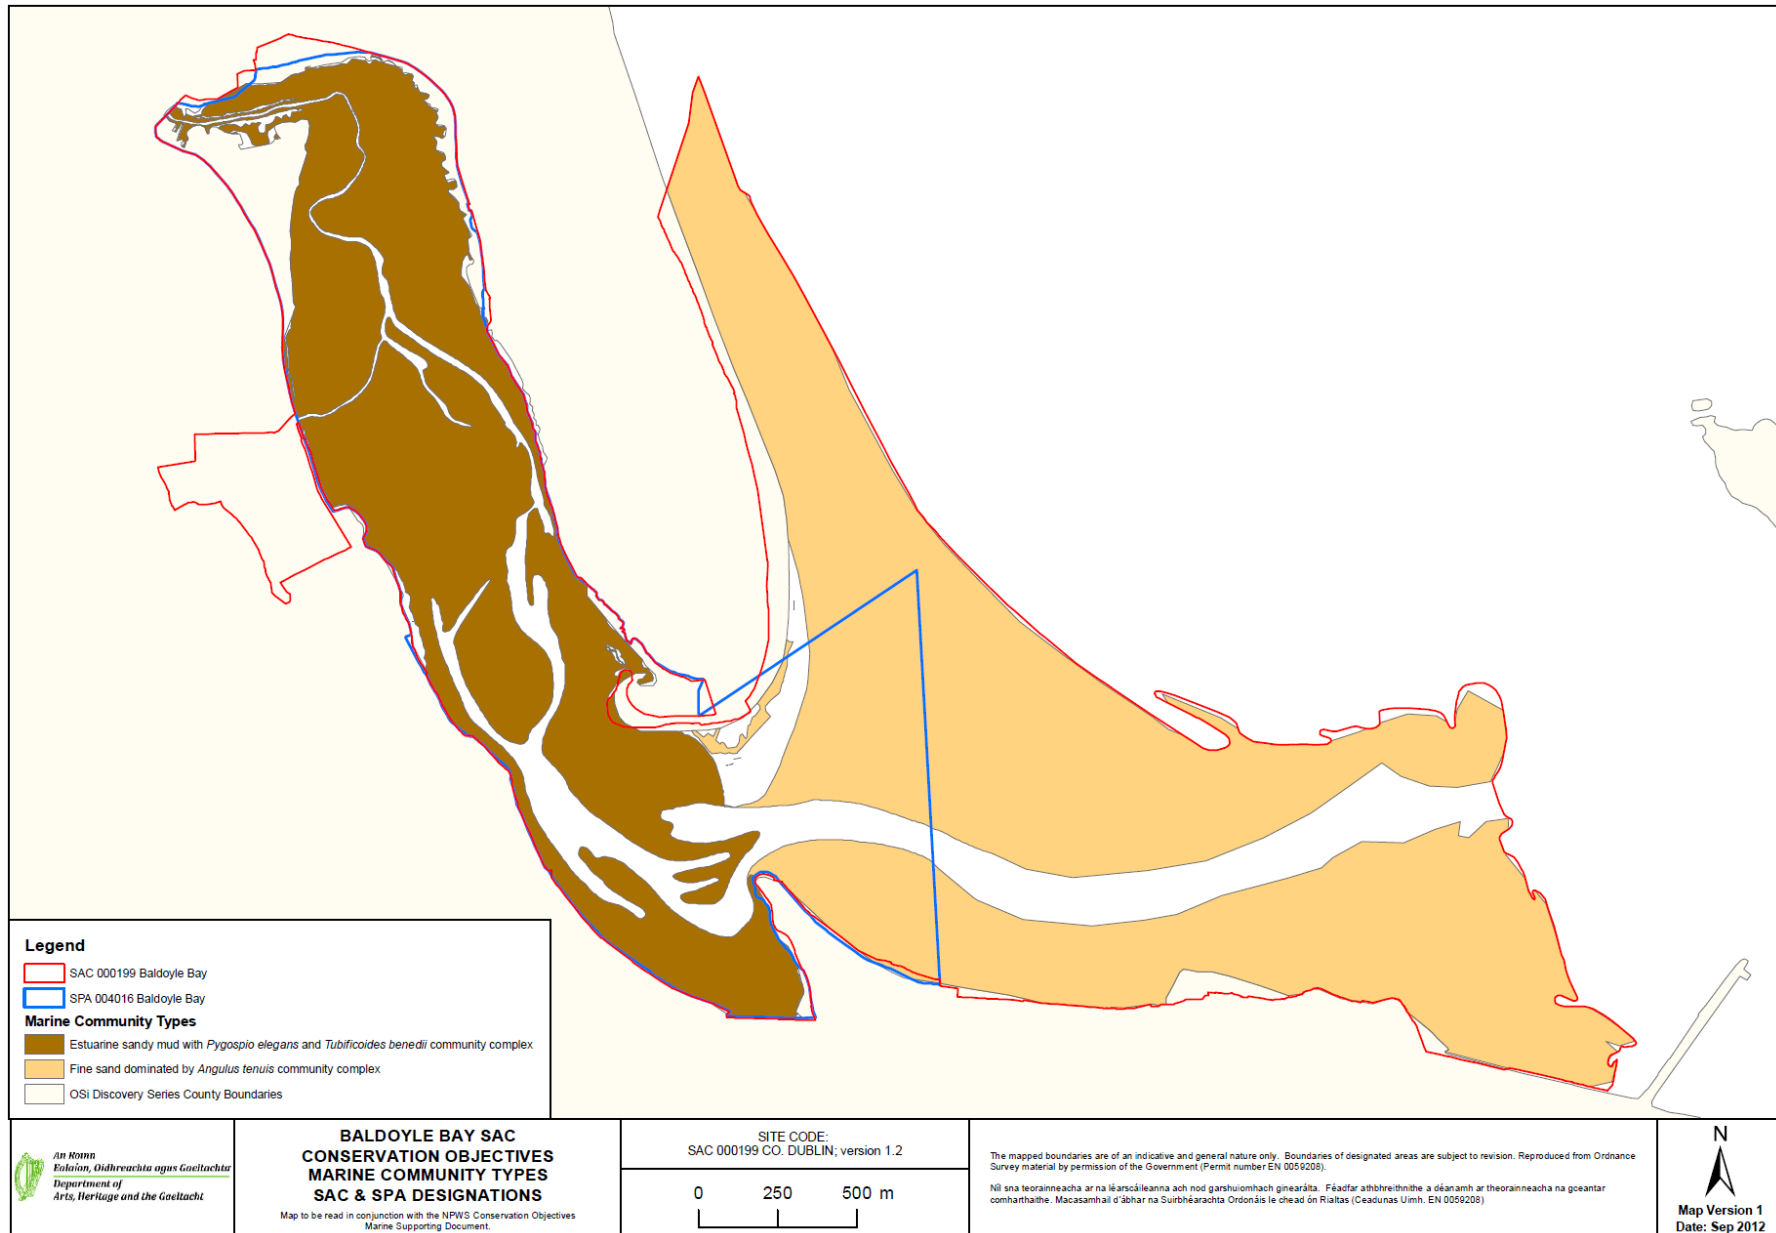 Legend
SAC 000199 Baldoyle Bay
SPA 004016 Baldoyle Bay
Marine Community Types
Estuarine sandy mud with Pygospio elegans and Tubificoides benedii community complex
Fine sand dominated by Angulus tenuis community complex
OSi Discovery Series County Boundaries
An Roinn
Ealaíon, Oidhreachta agus Gaeltachta
Department of
Arts, Heritage and the Gaeltacht
BALDOYLE BAY SAC
CONSERVATION OBJECTIVES
MARINE COMMUNITY TYPES
SAC & SPA DESIGNATIONS
Map to be read in conjunction with the NPWS Conservation Objectives
Marine Supporting Document.
SITE CODE:
SAC 000199 CO. DUBLIN; version 1.2
0 250 500 m
The mapped boundaries are of an indicative and general nature only. Boundaries of designated areas are subject to revision. Reproduced from Ordnance
Survey material by permission of the Government (Permit number EN 0059208).
Níl sna teorainneacha ar na léarscáileanna ach nod garshuiomhach ginearálta. Féadfar athbhreithnithe a déanamh ar theorainneacha na gceantar
comharthaithe. Macasamhail d'ábhar na Suirbhéarachta Ordonáis le chead ón Rialtas (Ceadunas Uimh. EN 0059208)
N
Map Version 1
Date: Sep 2012